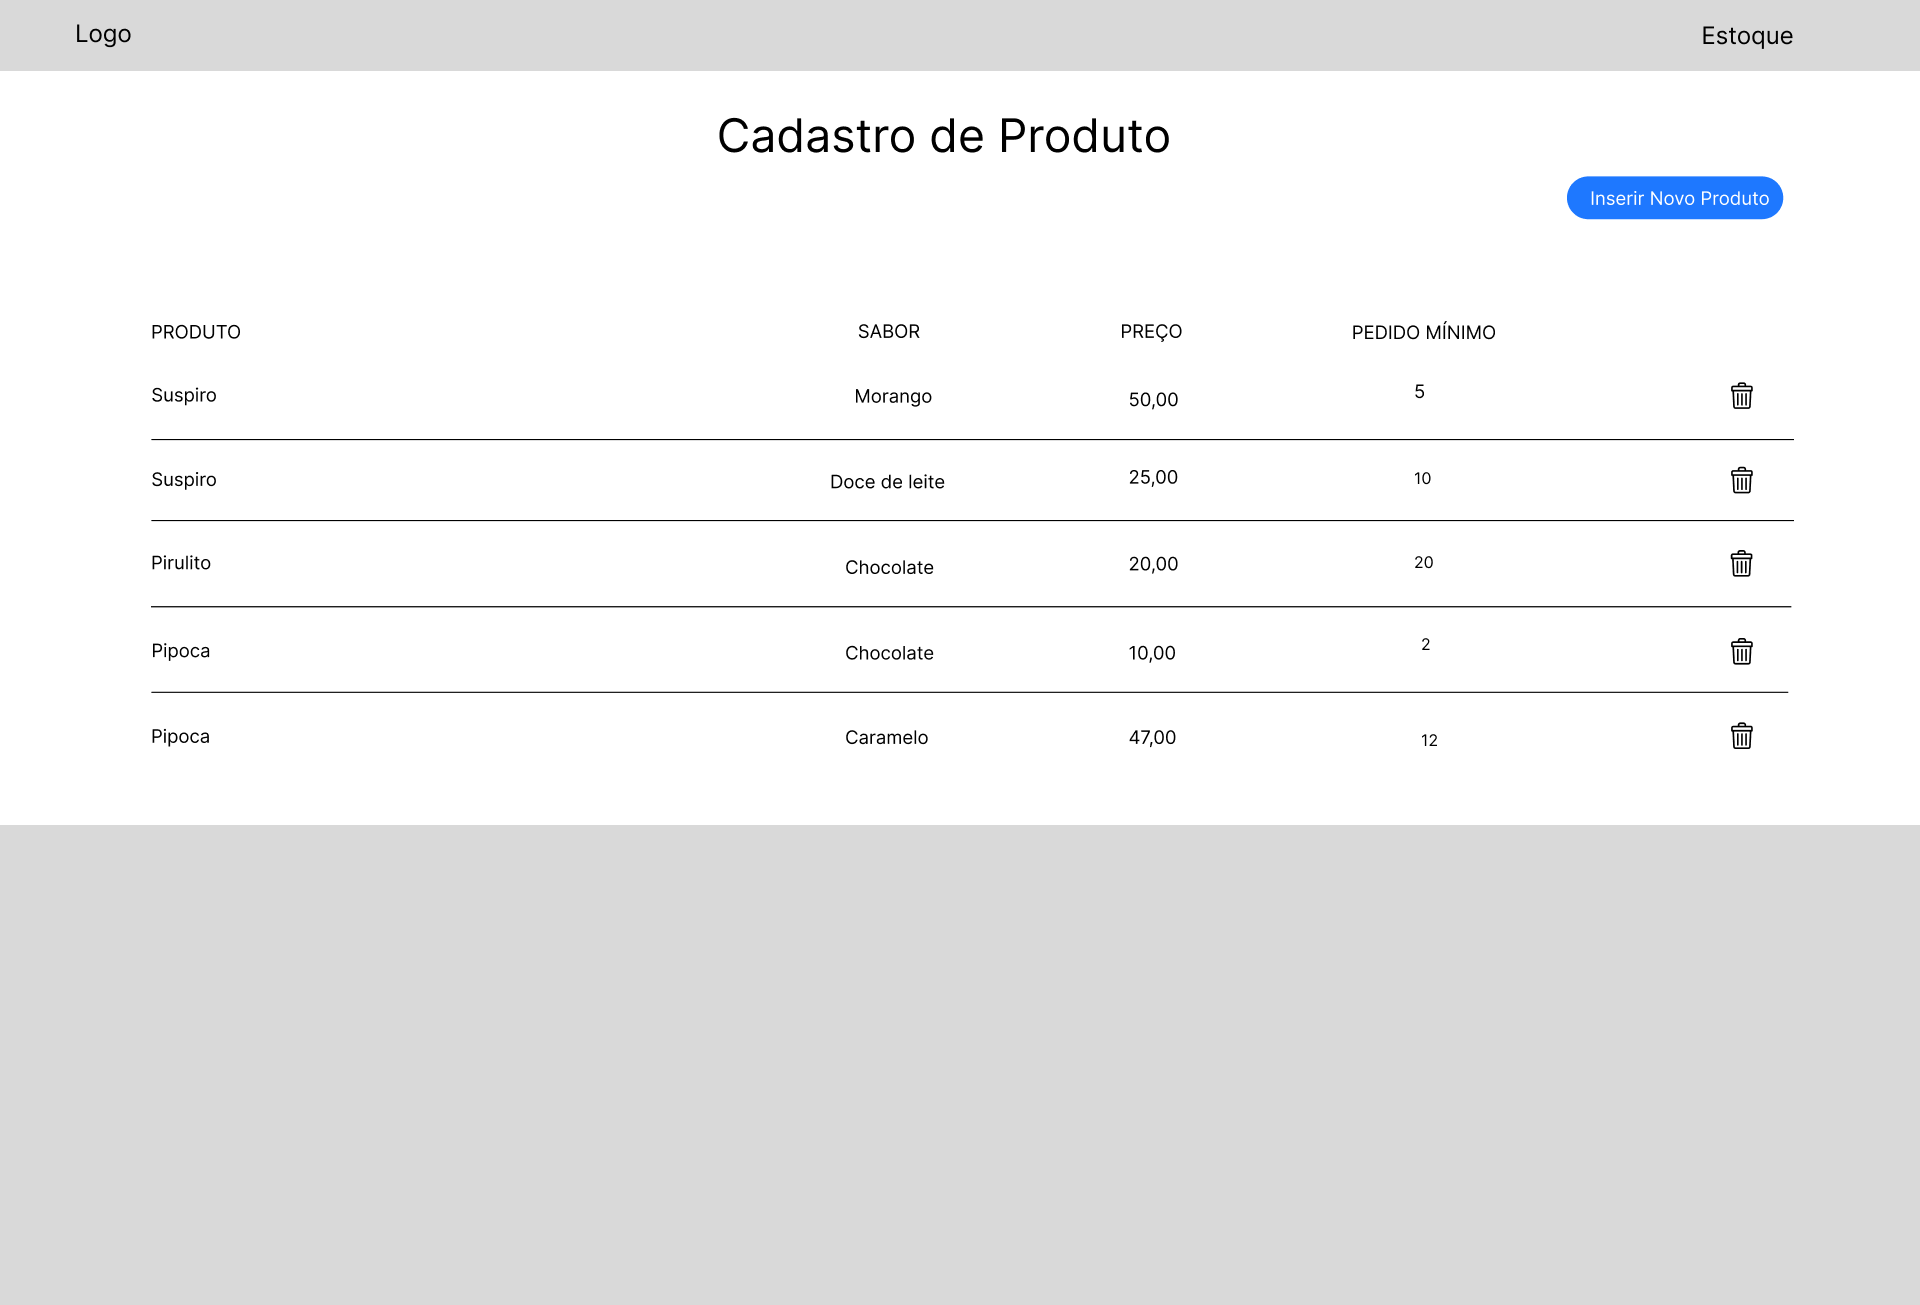 Logo
Estoque
Cadastro de Produto
Inserir Novo Produto
PRODUTO SABOR PREÇO PEDIDO MÍNIMO
Suspiro Morango 50,00 5
Suspiro Doce de leite 25,00 10
Pirulito Chocolate 20,00 20
Pipoca Chocolate 10,00 2
Pipoca Caramelo 47,00 12